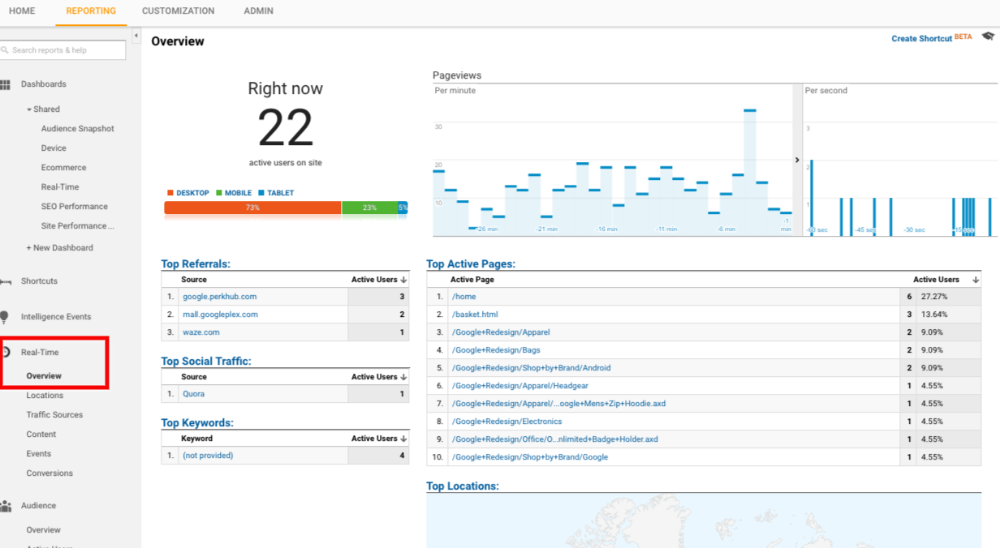 HOME REPORTING CUSTOMIZATION ADMIN
Search reports & help
Dashboards
Shared
Audience Snapshot
Device
Ecommerce
Real-Time
SEO Performance
Site Performance...
+ New Dashboard
Shortcuts
Intelligence Events
Real-Time
Overview
Locations
Traffic Sources
Content
Events
Conversions
Audience
Overview
Active Users
Overview
Create Shortcut BETA
Right now
22
active users on site
DESKTOP MOBILE TABLET
73% 23% 5%
Pageviews
Per minute
30
20
10
-26 min -21 min -16 min -11 min -6 min -1 min
Per second
3
2
1
-60 sec -45 sec -30 sec -15 sec
Top Referrals:
Source Active Users
1. google.perkhub.com 3
2. mall.googleplex.com 2
3. waze.com 1
Top Social Traffic:
Source Active Users
1. Quora 1
Top Keywords:
Keyword Active Users
1. (not provided) 4
Top Active Pages:
Active Page Active Users
1. /home 6 27.27%
2. /basket.html 3 13.64%
3. /Google+Redesign/Apparel 2 9.09%
4. /Google+Redesign/Bags 2 9.09%
5. /Google+Redesign/Shop+by+Brand/Android 2 9.09%
6. /Google+Redesign/Apparel/Headgear 1 4.55%
7. /Google+Redesign/Apparel/...oogle+Mens+Zip+Hoodie.axd 1 4.55%
8. /Google+Redesign/Electronics 1 4.55%
9. /Google+Redesign/Office/O...nlimited+Badge+Holder.axd 1 4.55%
10. /Google+Redesign/Shop+by+Brand/Google 1 4.55%
Top Locations: